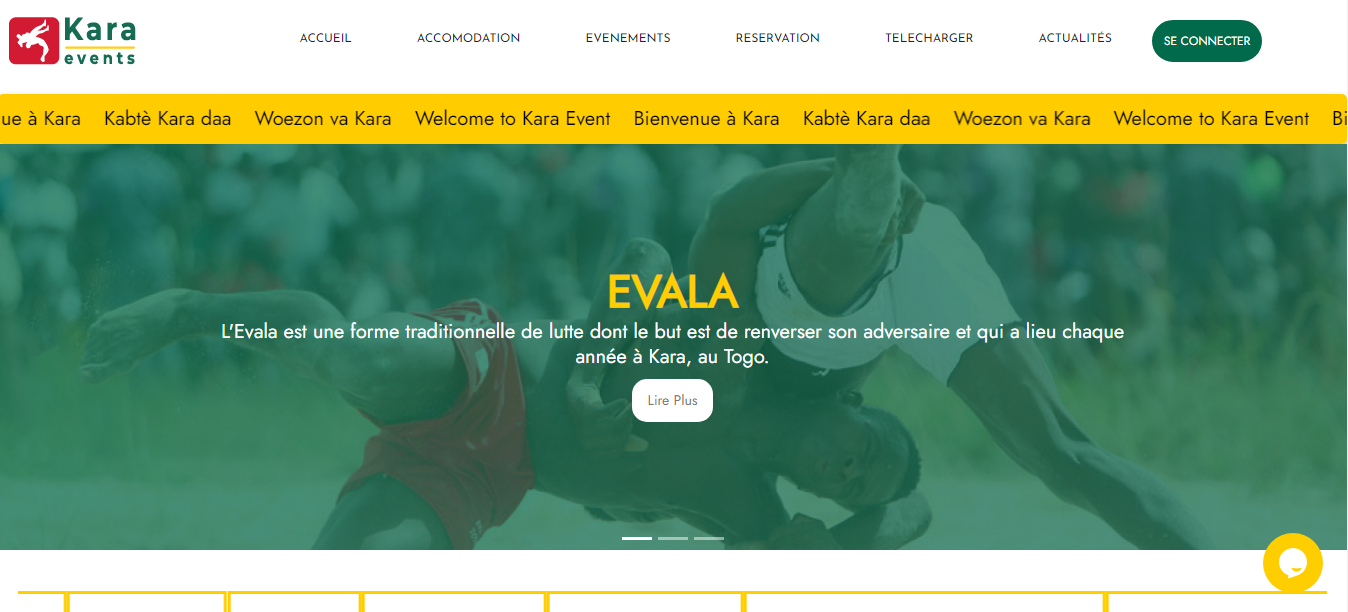 Kara
events
ACCUEIL
ACCOMODATION
EVENEMENTS
RESERVATION
TELECHARGER
ACTUALITÉS
SE CONNECTER
ue à Kara Kabtè Kara daa Woezon va Kara Welcome to Kara Event Bienvenue à Kara Kabtè Kara daa Woezon va Kara Welcome to Kara Event Bi
EVALA
L'Evala est une forme traditionnelle de lutte dont le but est de renverser son adversaire et qui a lieu chaque
année à Kara, au Togo.
Lire Plus